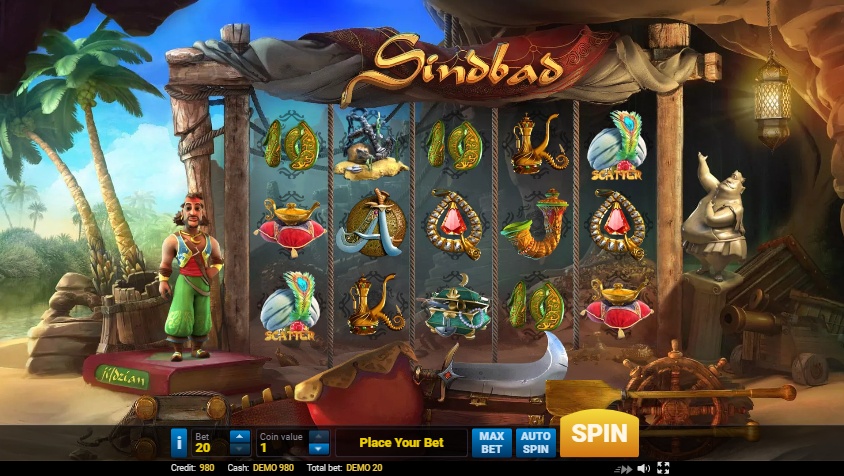 Sindbad
10
10
SCATTER
A
SCATTER
10
i
Bet
20
Coin value
1
Place Your Bet
MAX
BET
AUTO
SPIN
SPIN
Credit: 980 Cash: DEMO 980 Total bet: DEMO 20